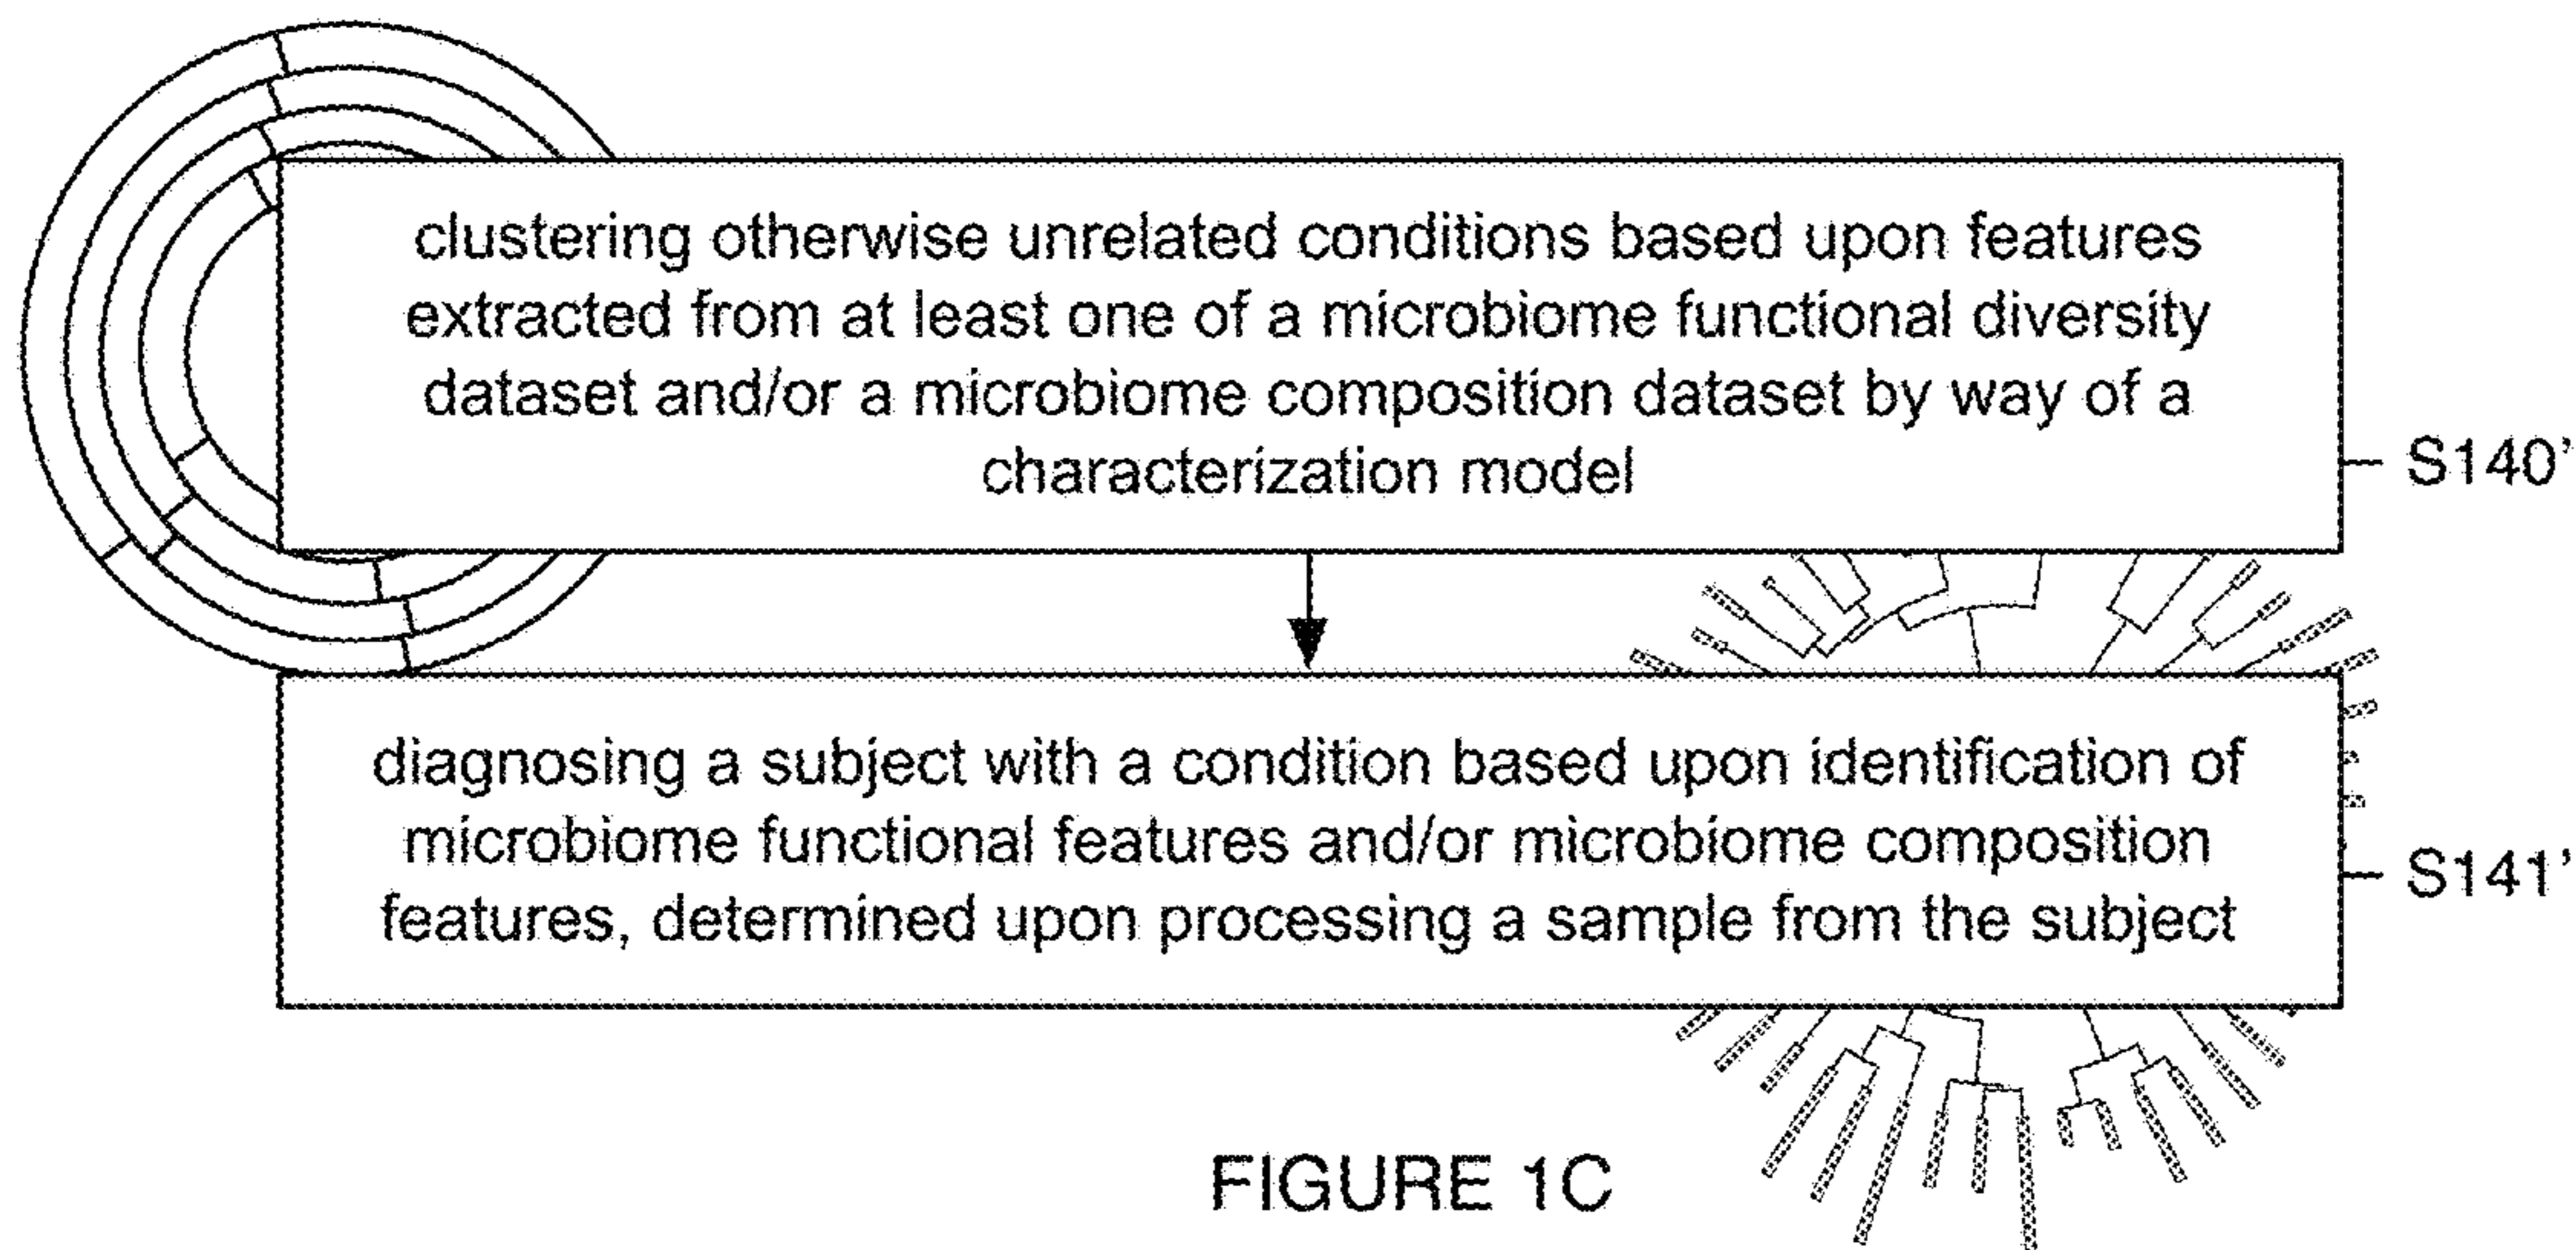 clustering otherwise unrelated conditions based upon features
extracted from at least one of a microbiome functional diversity
dataset and/or a microbiome composition dataset by way of a
characterization model
S140'
diagnosing a subject with a condition based upon identification of
microbiome functional features and/or microbiome composition
features, determined upon processing a sample from the subject
S141'
FIGURE 1C